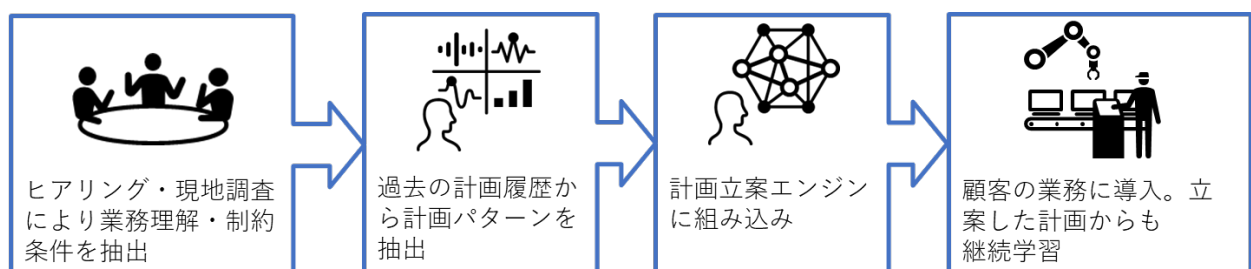 ヒアリング・現地調査
により業務理解・制約
条件を抽出
過去の計画履歴か
ら計画パターンを
抽出
計画立案エンジン
に組み込み
顧客の業務に導入。立
案した計画からも
継続学習